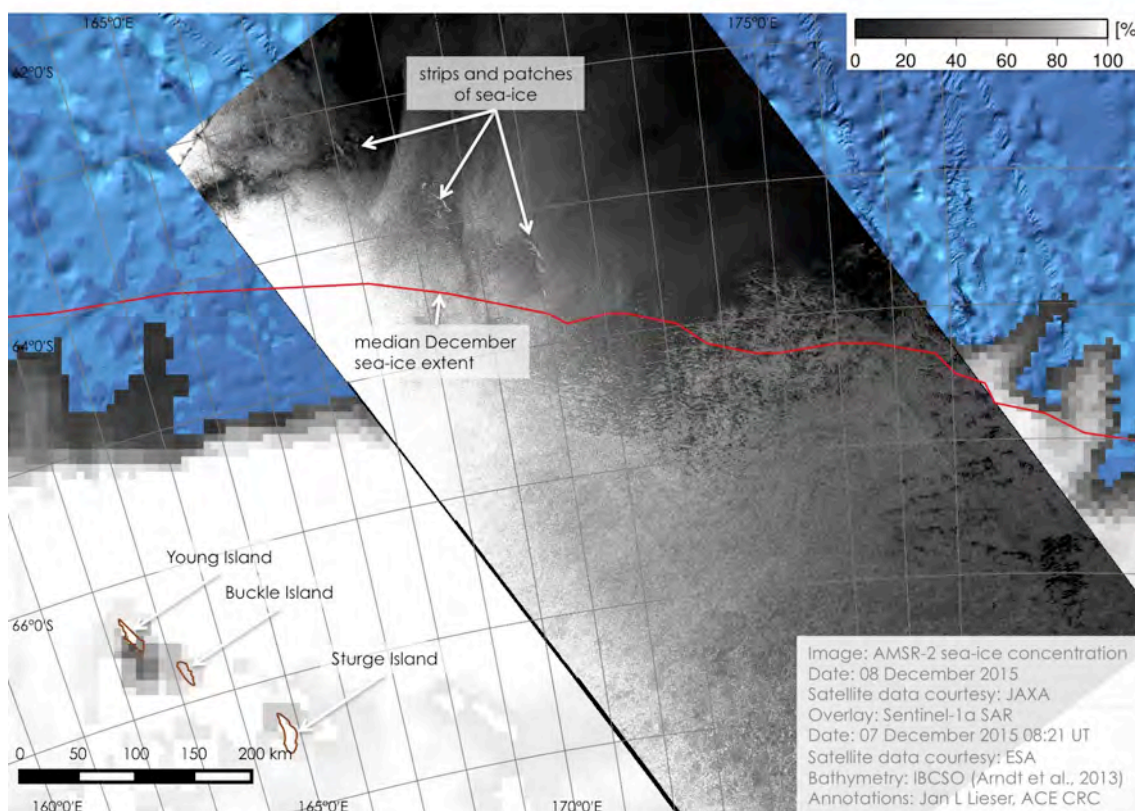 165°0'E
175°0'E
[%
0 20 40 60 80 100
62°0'S
strips and patches
of sea-ice
median December
sea-ice extent
64°0'S
Young Island
Buckle Island
66°0'S
Sturge Island
0 50 100 150 200 km
160°0'E
165°0'E
170°0'E
Image: AMSR-2 sea-ice concentration
Date: 08 December 2015
Satellite data courtesy: JAXA
Overlay: Sentinel-1a SAR
Date: 07 December 2015 08:21 UT
Satellite data courtesy: ESA
Bathymetry: IBCSO (Arndt et al., 2013)
Annotations: Jan L Lieser, ACE CRC